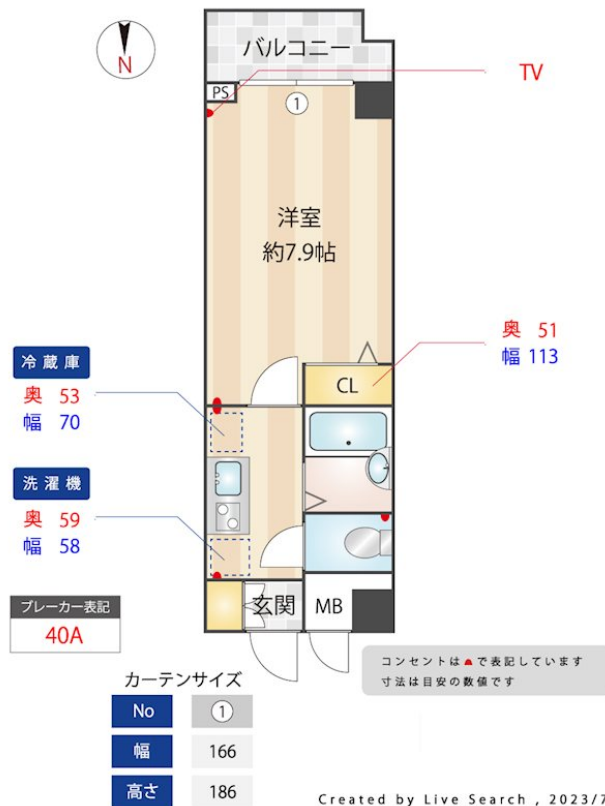 バルコニー
N
TV
PS
①
洋室
約7.9帖
奥 51
幅 113
冷蔵庫
奥 53
幅 70
CL
洗濯機
奥 59
幅 58
ブレーカー表記
40A
玄関
MB
コンセントは▲で表記しています
寸法は目安の数値です
カーテンサイズ
No ①
幅 166
高さ 186
Created by Live Search , 2023/7